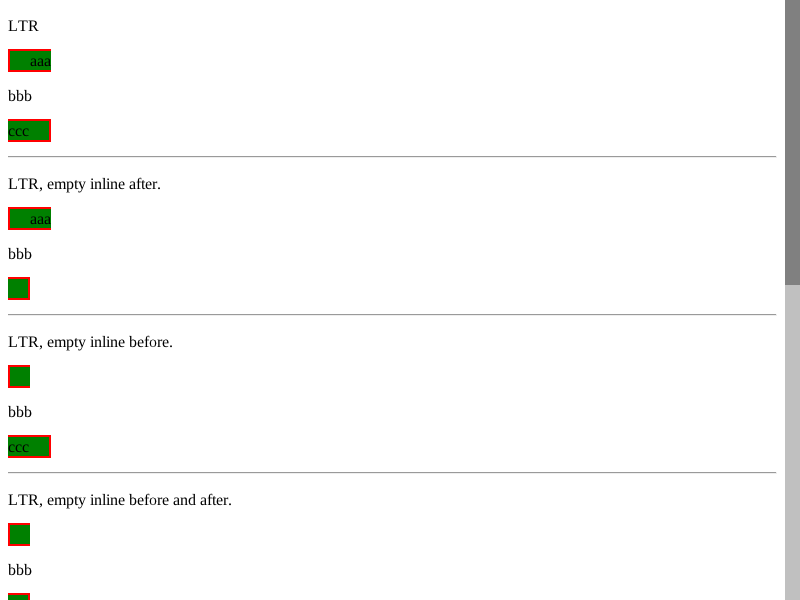 LTR
aaa
bbb
ccc
LTR, empty inline after.
aaa
bbb
LTR, empty inline before.
bbb
ccc
LTR, empty inline before and after.
bbb